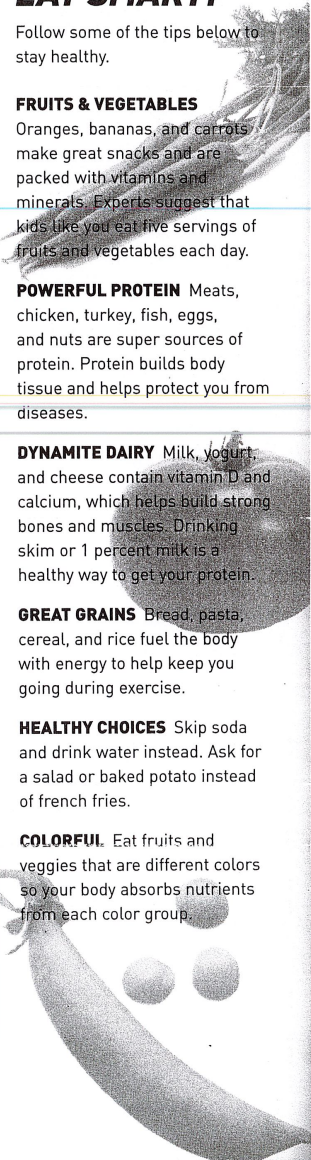 EAT SMART!
Follow some of the tips below to
stay healthy.
FRUITS & VEGETABLES
Oranges, bananas, and carrots
make great snacks and are
packed with vitamins and
minerals. Experts suggest that
kids like you eat five servings of
fruits and vegetables each day.
POWERFUL PROTEIN Meats,
chicken, turkey, fish, eggs,
and nuts are super sources of
protein. Protein builds body
tissue and helps protect you from
diseases.
DYNAMITE DAIRY Milk, yogurt,
and cheese contain vitamin D and
calcium, which helps build strong
bones and muscles. Drinking
skim or 1 percent milk is a
healthy way to get your protein.
GREAT GRAINS Bread, pasta,
cereal, and rice fuel the body
with energy to help keep you
going during exercise.
HEALTHY CHOICES Skip soda
and drink water instead. Ask for
a salad or baked potato instead
of french fries.
COLORFUL Eat fruits and
veggies that are different colors
so your body absorbs nutrients
from each color group.